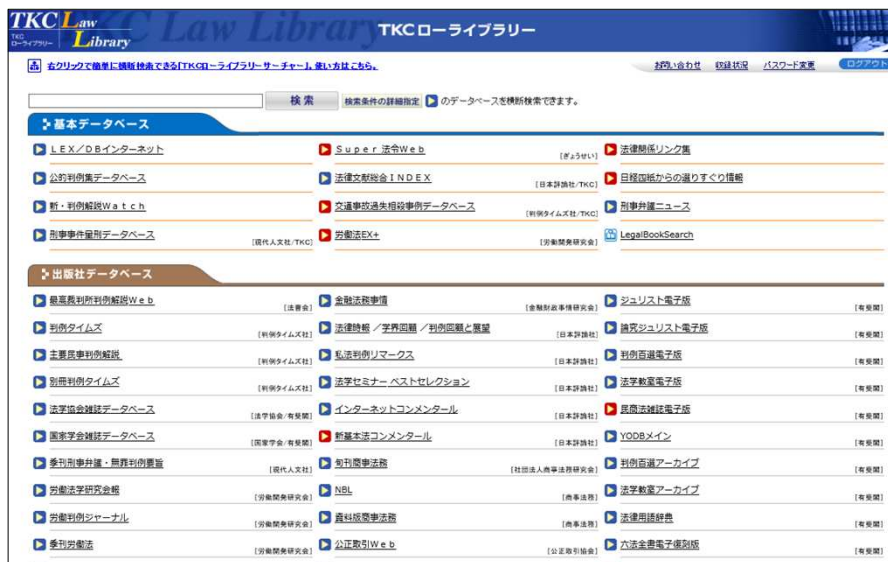 TKC Law Library
TKC
ローライブラリー
TKC Law Library
TKCローライブラリー
右クリックで簡単に横断検索できる「TKCローライブラリーサーチャー」。使い方はこちら。
お問い合わせ 収録状況 パスワード変更 ログアウト
検索 検索条件の詳細指定 のデータベースを横断検索できます。
基本データベース
LEX/DBインターネット Super 法令Web [ぎょうせい] 法律関係リンク集
公的判例集データベース 法律文献総合INDEX [日本評論社/TKC] 日経四紙からの選りすぐり情報
新・判例解説Watch 交通事故過失相殺事例データベース [判例タイムズ社/TKC] 刑事弁護ニュース
刑事事件量刑データベース [現代人文社/TKC] 労働法EX+ [労働開発研究会] LegalBookSearch
出版社データベース
最高裁判所判例解説Web [法曹会] 金融法務事情 [金融財政事情研究会] ジュリスト電子版 [有斐閣]
判例タイムズ [判例タイムズ社] 法律時報 /学界回顧 /判例回顧と展望 [日本評論社] 論究ジュリスト電子版 [有斐閣]
主要民事判例解説 [判例タイムズ社] 私法判例リマークス [日本評論社] 判例百選電子版 [有斐閣]
別冊判例タイムズ [判例タイムズ社] 法学セミナー ベストセレクション [日本評論社] 法学教室電子版 [有斐閣]
法学協会雑誌データベース [法学協会/有斐閣] インターネットコンメンタール [日本評論社] 民商法雑誌電子版 [有斐閣]
国家学会雑誌データベース [国家学会/有斐閣] 新基本法コンメンタール [日本評論社] YODBメイン [有斐閣]
季刊刑事弁護・無罪判例要旨 [現代人文社] 旬刊商事法務 [社団法人商事法務研究会] 判例百選アーカイブ [有斐閣]
労働法学研究会報 [労働開発研究会] NBL [商事法務] 法学教室アーカイブ [有斐閣]
労働判例ジャーナル [労働開発研究会] 資料版商事法務 [商事法務] 法律用語辞典 [有斐閣]
季刊労働法 [労働開発研究会] 公正取引Web [公正取引協会] 六法全書電子復刻版 [有斐閣]